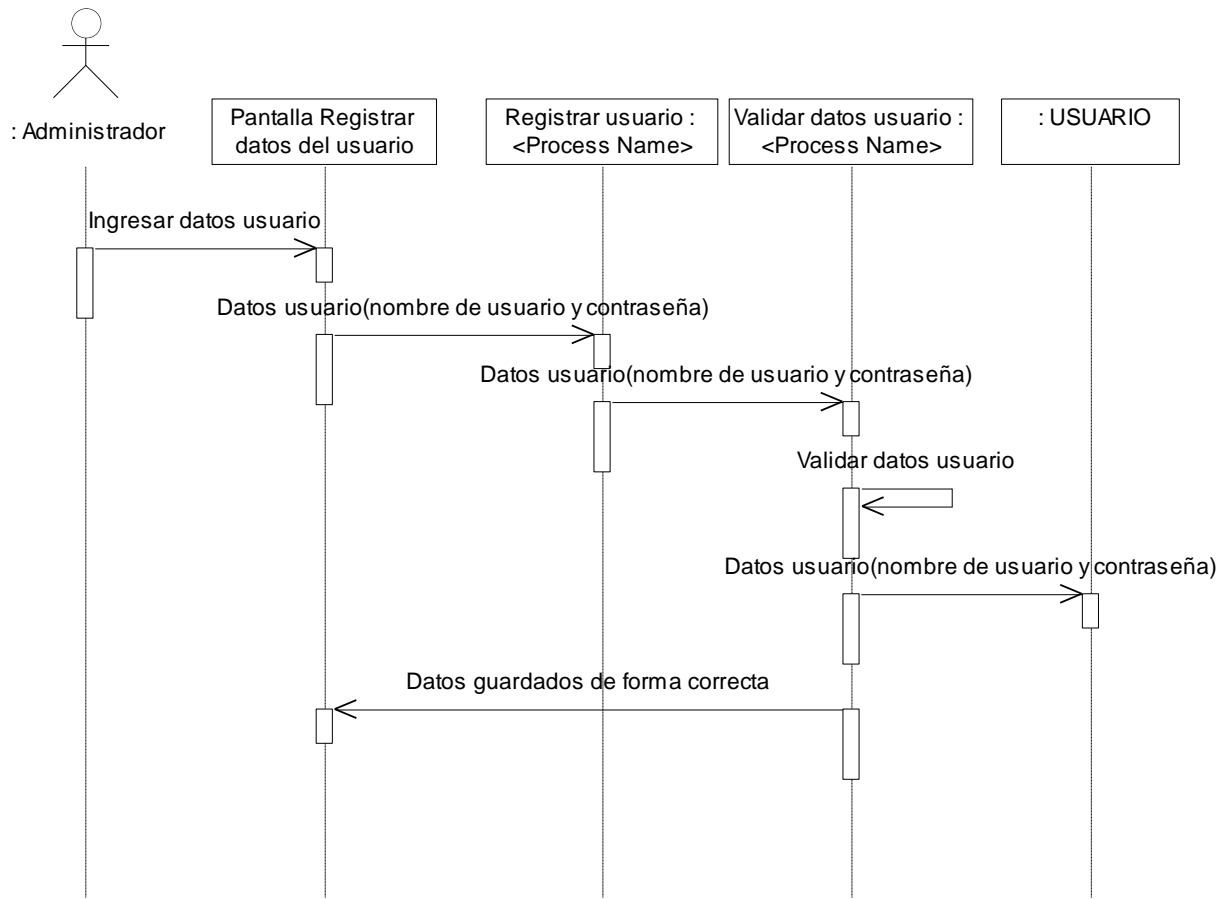 : Administrador
Pantalla Registrar
datos del usuario
Registrar usuario :
<Process Name>
Validar datos usuario :
<Process Name>
: USUARIO
Ingresar datos usuario
Datos usuario(nombre de usuario y contraseña)
Datos usuario(nombre de usuario y contraseña)
Validar datos usuario
Datos usuario(nombre de usuario y contraseña)
Datos guardados de forma correcta